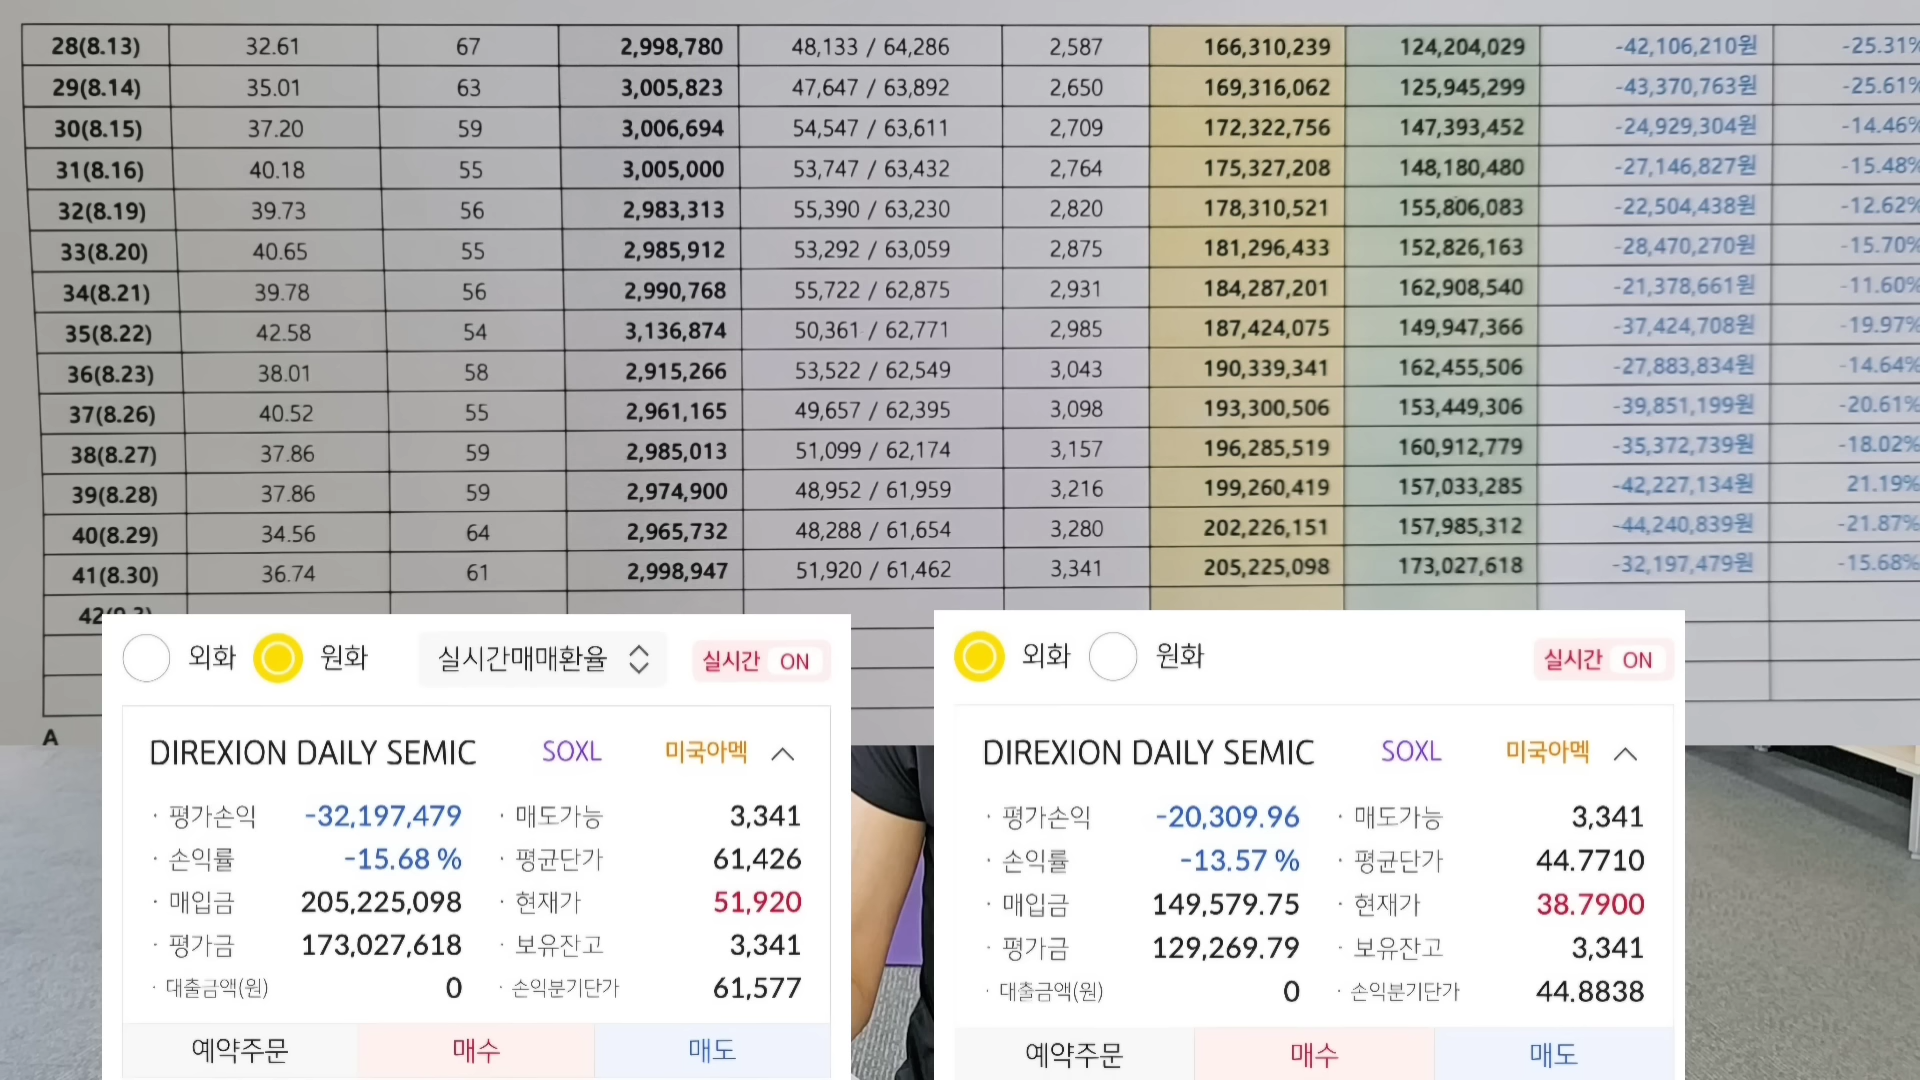 28(8.13) 32.61 67 2,998,780 48,133 / 64,286 2,587 166,310,239 124,204,029 -42,106,210원 -25.31%
29(8.14) 35.01 63 3,005,823 47,647 / 63,892 2,650 169,316,062 125,945,299 -43,370,763원 -25.61%
30(8.15) 37.20 59 3,006,694 54,547 / 63,611 2,709 172,322,756 147,393,452 -24,929,304원 -14.46%
31(8.16) 40.18 55 3,005,000 53,747 / 63,432 2,764 175,327,208 148,180,480 -27,146,827원 -15.48%
32(8.19) 39.73 56 2,983,313 55,390 / 63,230 2,820 178,310,521 155,806,083 -22,504,438원 -12.62%
33(8.20) 40.65 55 2,985,912 53,292 / 63,059 2,875 181,296,433 152,826,163 -28,470,270원 -15.70%
34(8.21) 39.78 56 2,990,768 55,722 / 62,875 2,931 184,287,201 162,908,540 -21,378,661원 -11.60%
35(8.22) 42.58 54 3,136,874 50,361 / 62,771 2,985 187,424,075 149,947,366 -37,424,708원 -19.97%
36(8.23) 38.01 58 2,915,266 53,522 / 62,549 3,043 190,339,341 162,455,506 -27,883,834원 -14.64%
37(8.26) 40.52 55 2,961,165 49,657 / 62,395 3,098 193,300,506 153,449,306 -39,851,199원 -20.61%
38(8.27) 37.86 59 2,985,013 51,099 / 62,174 3,157 196,285,519 160,912,779 -35,372,739원 -18.02%
39(8.28) 37.86 59 2,974,900 48,952 / 61,959 3,216 199,260,419 157,033,285 -42,227,134원 21.19%
40(8.29) 34.56 64 2,965,732 48,288 / 61,654 3,280 202,226,151 157,985,312 -44,240,839원 -21.87%
41(8.30) 36.74 61 2,998,947 51,920 / 61,462 3,341 205,225,098 173,027,618 -32,197,479원 -15.68%
A
외화 원화 실시간매매환율 실시간 ON
DIREXION DAILY SEMIC SOXL 미국아멕
· 평가손익 -32,197,479 · 매도가능 3,341
· 손익률 -15.68 % · 평균단가 61,426
· 매입금 205,225,098 · 현재가 51,920
· 평가금 173,027,618 · 보유잔고 3,341
· 대출금액(원) 0 · 손익분기단가 61,577
예약주문 매수 매도
외화 원화 실시간 ON
DIREXION DAILY SEMIC SOXL 미국아멕
· 평가손익 -20,309.96 · 매도가능 3,341
· 손익률 -13.57 % · 평균단가 44.7710
· 매입금 149,579.75 · 현재가 38.7900
· 평가금 129,269.79 · 보유잔고 3,341
· 대출금액(원) 0 · 손익분기단가 44.8838
예약주문 매수 매도